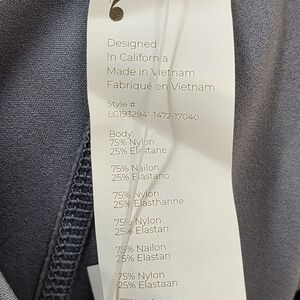 Designed
In California
Made in Vietnam
Fabriqué en Vietnam
Style #
LG193294-1472-17040
Body:
75% Nylon
25% Elastane
75% Nailon
25% Elastano
75% Nylon
25% Elasthanne
75% Nylon
25% Elastan
75% Nailon
25% Elastan
75% Nylon
25% Elastaan